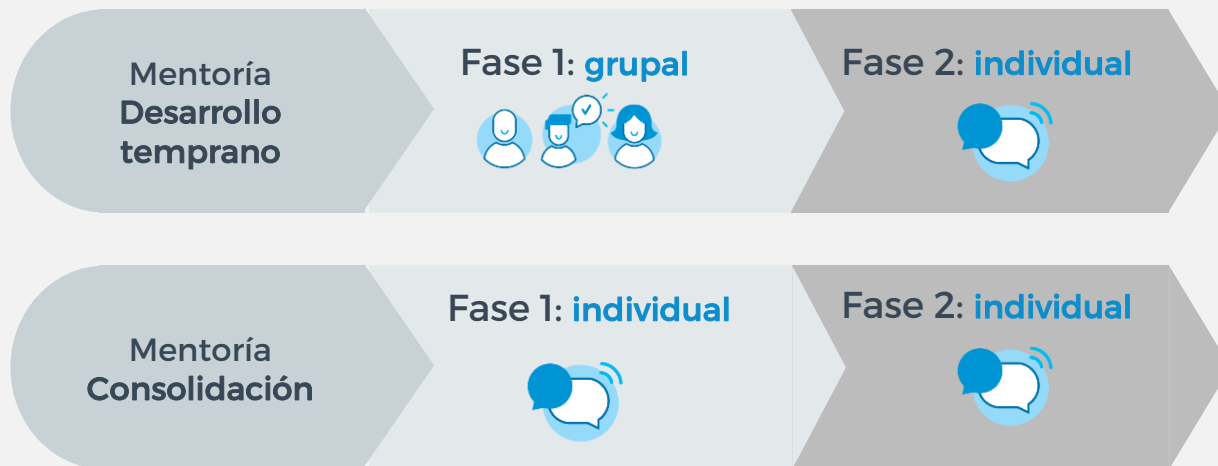 Mentoría
Desarrollo
temprano
Fase 1: grupal
Fase 2: individual
Mentoría
Consolidación
Fase 1: individual
Fase 2: individual